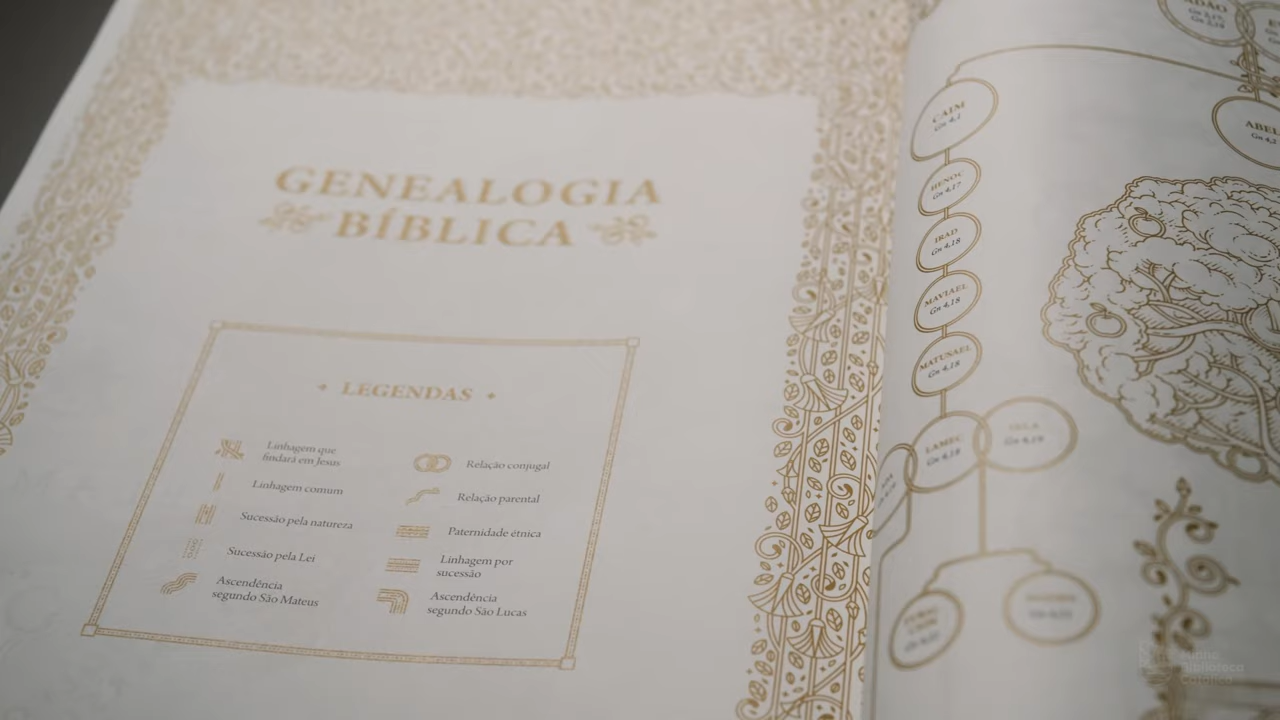 GENEALOGIA
BÍBLICA
LEGENDAS
Linhagem que
findará em Jesus
Linhagem comum
Sucessão pela natureza
Sucessão pela Lei
Ascendência
segundo São Mateus
Relação conjugal
Relação parental
Paternidade étnica
Linhagem por
sucessão
Ascendência
segundo São Lucas
ADÃO
CAIM
Gn 4,1
ABEL
Gn 4,2
HENOC
Gn 4,17
IRAD
Gn 4,18
MAVIAEL
Gn 4,18
MATUSAEL
Gn 4,18
LAMEC
Gn 4,18
Gn 4,19
Minha
Biblioteca
Católica